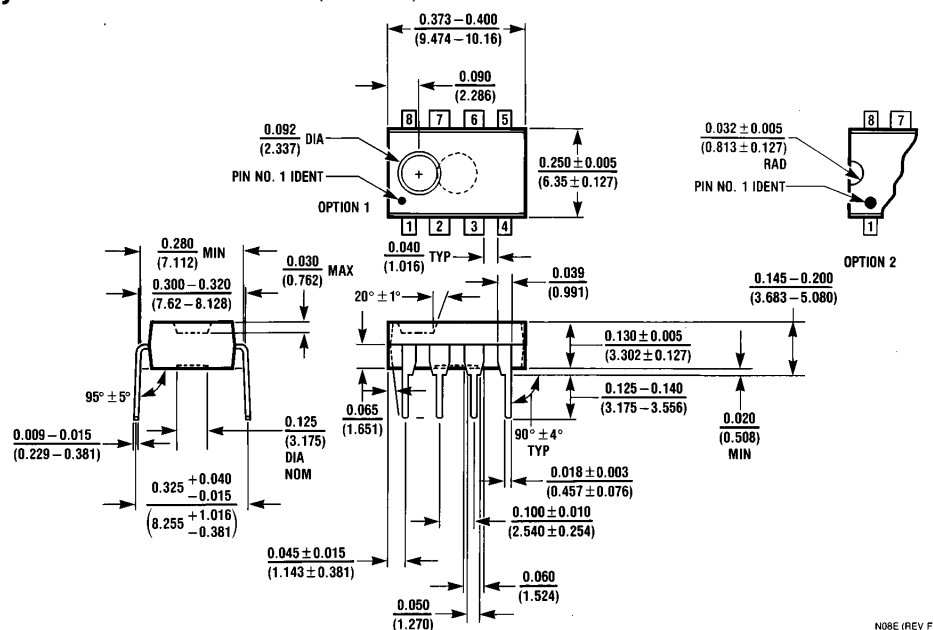 0.373 – 0.400
(9.474 – 10.16)
0.090
(2.286)
8 7 6 5
0.092 DIA
(2.337)
PIN NO. 1 IDENT
OPTION 1
1 2 3 4
0.250 ± 0.005
(6.35 ± 0.127)
8 7
0.032 ± 0.005
(0.813 ± 0.127)
RAD
PIN NO. 1 IDENT
1
OPTION 2
0.280 MIN
(7.112)
0.300 – 0.320
(7.62 – 8.128)
0.030 MAX
(0.762)
0.040 TYP
(1.016)
0.039
(0.991)
0.145 – 0.200
(3.683 – 5.080)
20° ± 1°
0.130 ± 0.005
(3.302 ± 0.127)
95° ± 5°
0.065
(1.651)
0.125 – 0.140
(3.175 – 3.556)
90° ± 4°
TYP
0.020
(0.508)
MIN
0.009 – 0.015
(0.229 – 0.381)
0.125
(3.175)
DIA
NOM
0.018 ± 0.003
(0.457 ± 0.076)
0.325 +0.040
−0.015
(8.255 +1.016
−0.381)
0.100 ± 0.010
(2.540 ± 0.254)
0.045 ± 0.015
(1.143 ± 0.381)
0.060
(1.524)
0.050
(1.270)
N08E (REV F